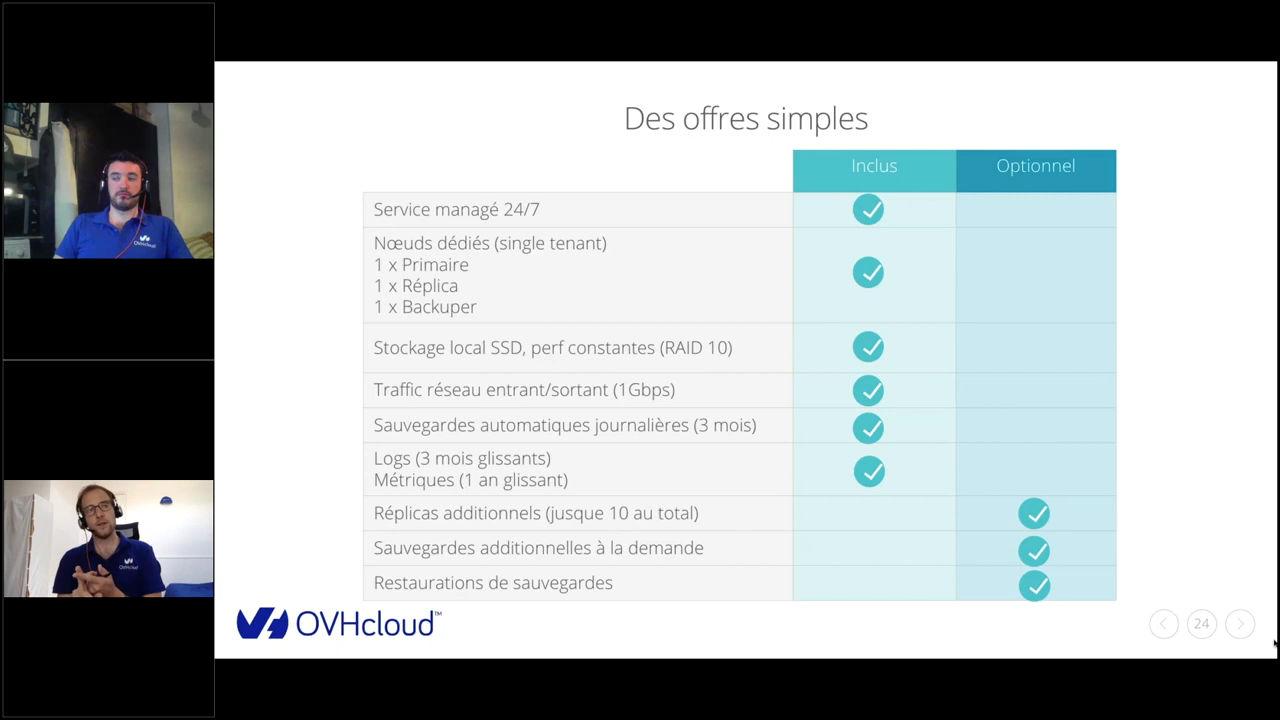 Des offres simples
Inclus
Optionnel
Service managé 24/7
Nœuds dédiés (single tenant)
1 x Primaire
1 x Réplica
1 x Backuper
Stockage local SSD, perf constantes (RAID 10)
Traffic réseau entrant/sortant (1Gbps)
Sauvegardes automatiques journalières (3 mois)
Logs (3 mois glissants)
Métriques (1 an glissant)
Réplicas additionnels (jusque 10 au total)
Sauvegardes additionnelles à la demande
Restaurations de sauvegardes
OVHcloud™
24
OVHcloud
OVHcloud